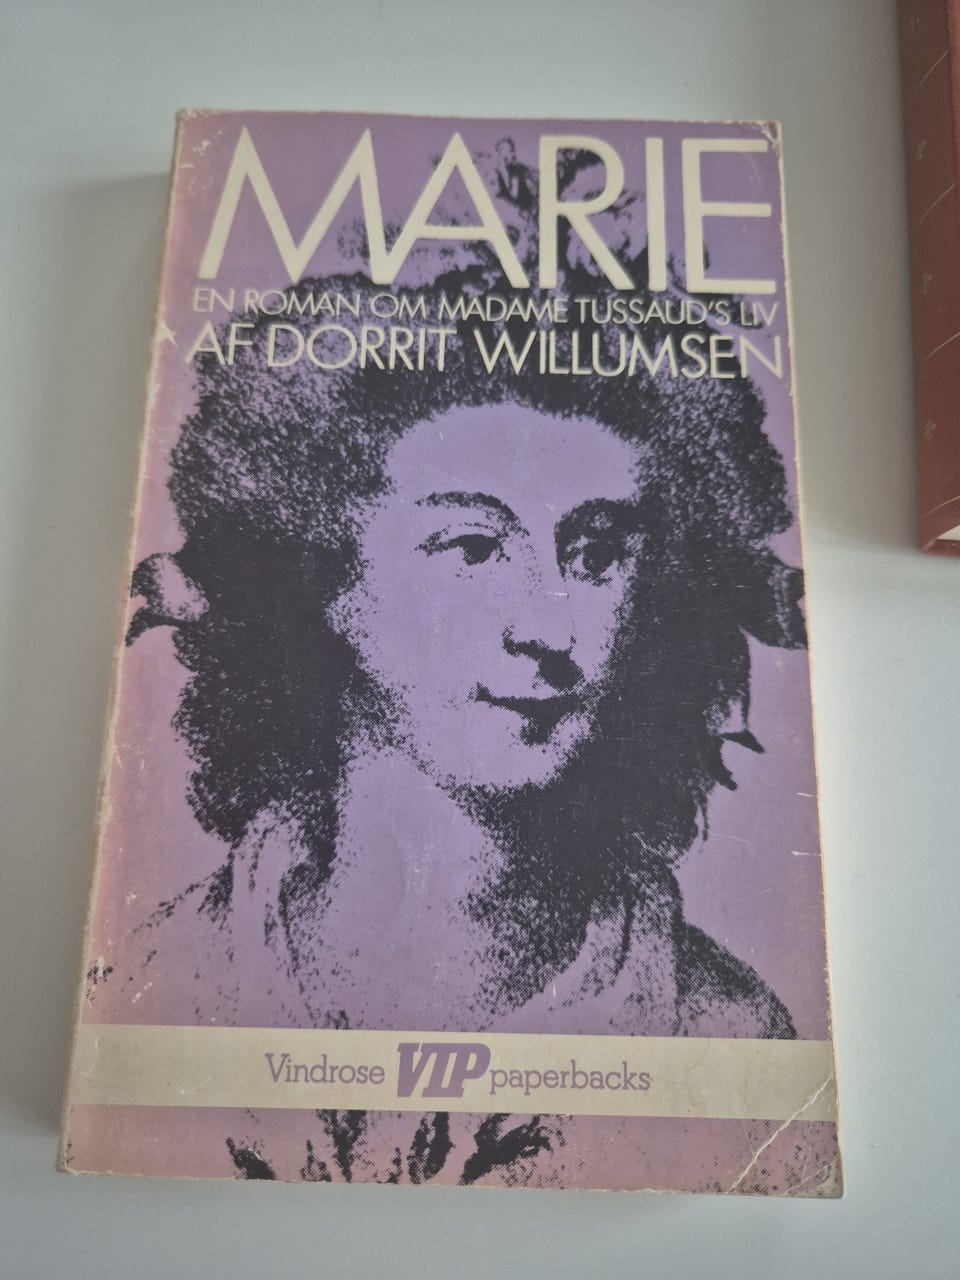 MARIE
EN ROMAN OM MADAME TUSSAUD'S LIV
AF DORRIT WILLUMSEN
Vindrose VIP paperbacks